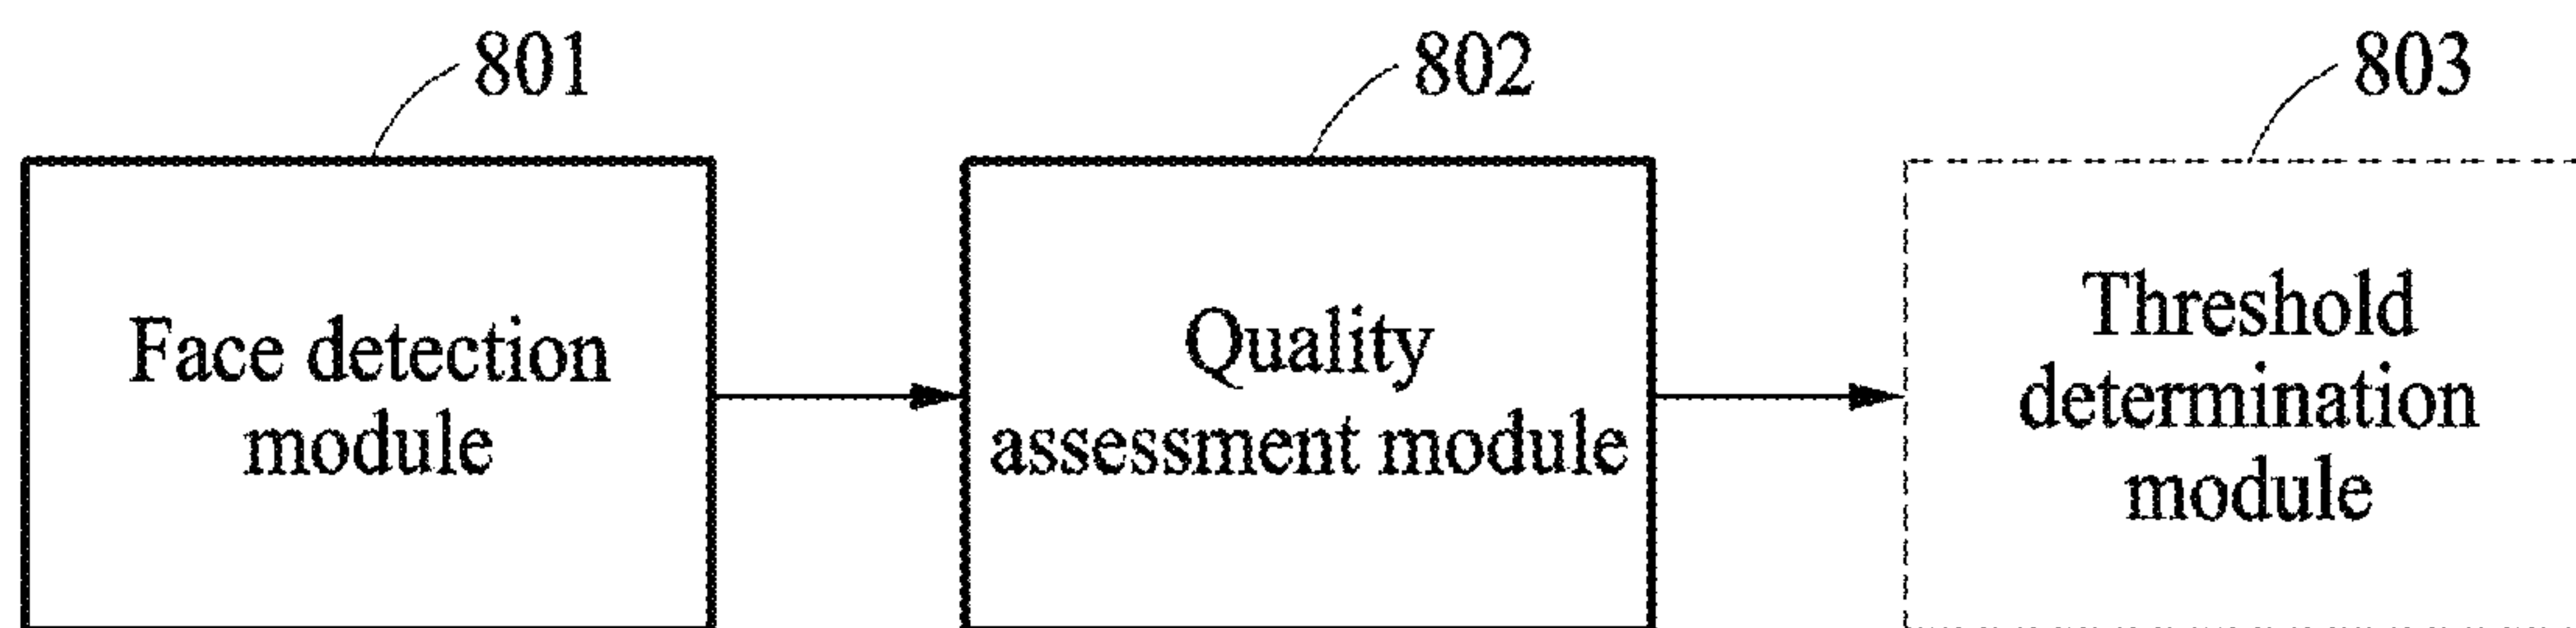 801
802
803
Face detection
module
Quality
assessment module
Threshold
determination
module